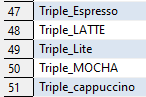 47 Triple_Espresso
48 Triple_LATTE
49 Triple_Lite
50 Triple_MOCHA
51 Triple_cappuccino